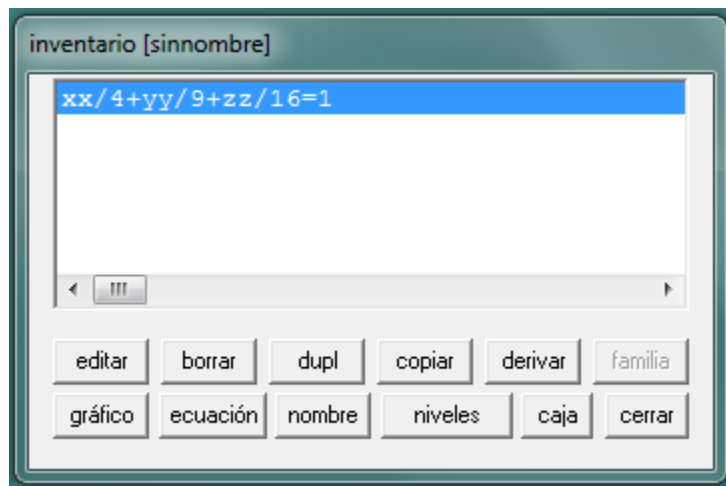 inventario [sinnombre]
xx/4+yy/9+zz/16=1
editar borrar dupl copiar derivar familia
gráfico ecuación nombre niveles caja cerrar